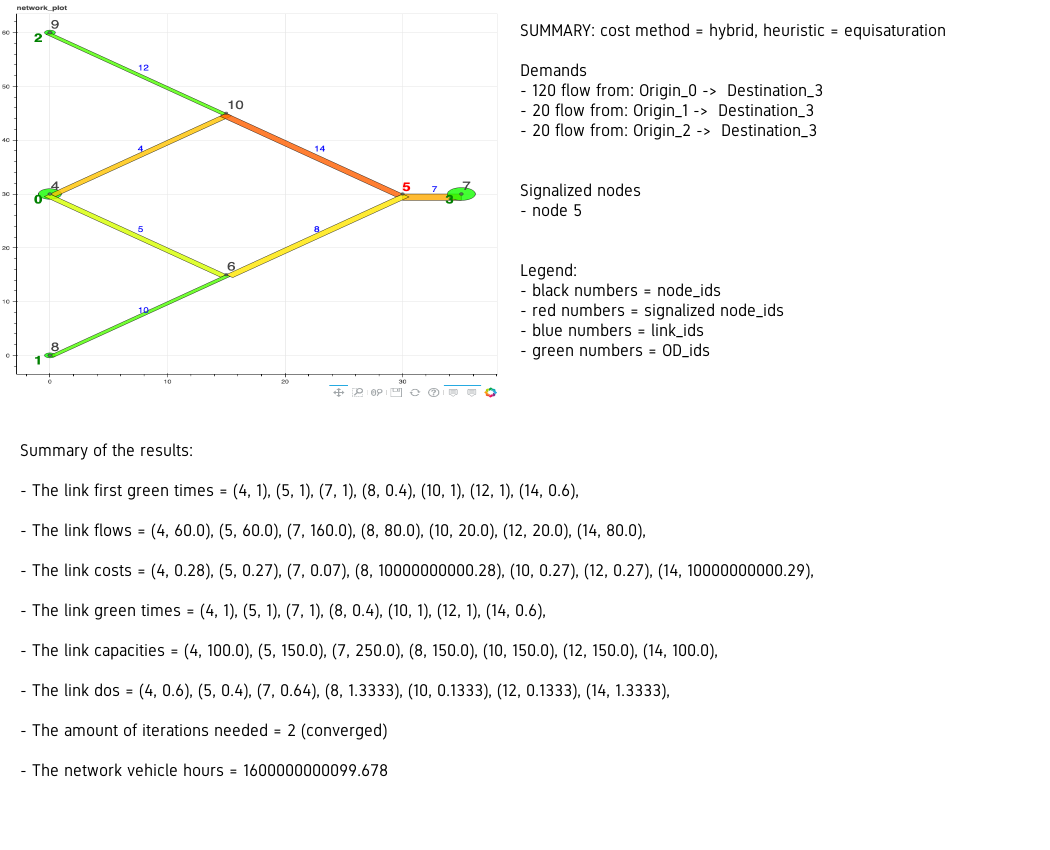 network_plot
60
50
40
30
20
10
0
0
10
20
30
9
2
12
10
4
14
4
0
5
7
7
3
5
8
6
10
8
1
SUMMARY: cost method = hybrid, heuristic = equisaturation
Demands
- 120 flow from: Origin_0 -> Destination_3
- 20 flow from: Origin_1 -> Destination_3
- 20 flow from: Origin_2 -> Destination_3
Signalized nodes
- node 5
Legend:
- black numbers = node_ids
- red numbers = signalized node_ids
- blue numbers = link_ids
- green numbers = OD_ids
Summary of the results:
- The link first green times = (4, 1), (5, 1), (7, 1), (8, 0.4), (10, 1), (12, 1), (14, 0.6),
- The link flows = (4, 60.0), (5, 60.0), (7, 160.0), (8, 80.0), (10, 20.0), (12, 20.0), (14, 80.0),
- The link costs = (4, 0.28), (5, 0.27), (7, 0.07), (8, 10000000000.28), (10, 0.27), (12, 0.27), (14, 10000000000.29),
- The link green times = (4, 1), (5, 1), (7, 1), (8, 0.4), (10, 1), (12, 1), (14, 0.6),
- The link capacities = (4, 100.0), (5, 150.0), (7, 250.0), (8, 150.0), (10, 150.0), (12, 150.0), (14, 100.0),
- The link dos = (4, 0.6), (5, 0.4), (7, 0.64), (8, 1.3333), (10, 0.1333), (12, 0.1333), (14, 1.3333),
- The amount of iterations needed = 2 (converged)
- The network vehicle hours = 1600000000099.678